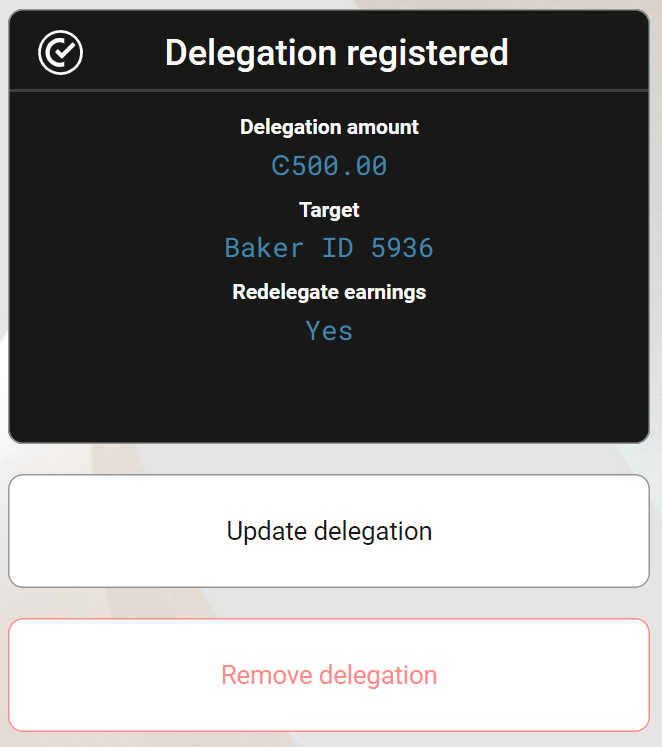 Delegation registered
Delegation amount
Ͼ500.00
Target
Baker ID 5936
Redelegate earnings
Yes
Update delegation
Remove delegation